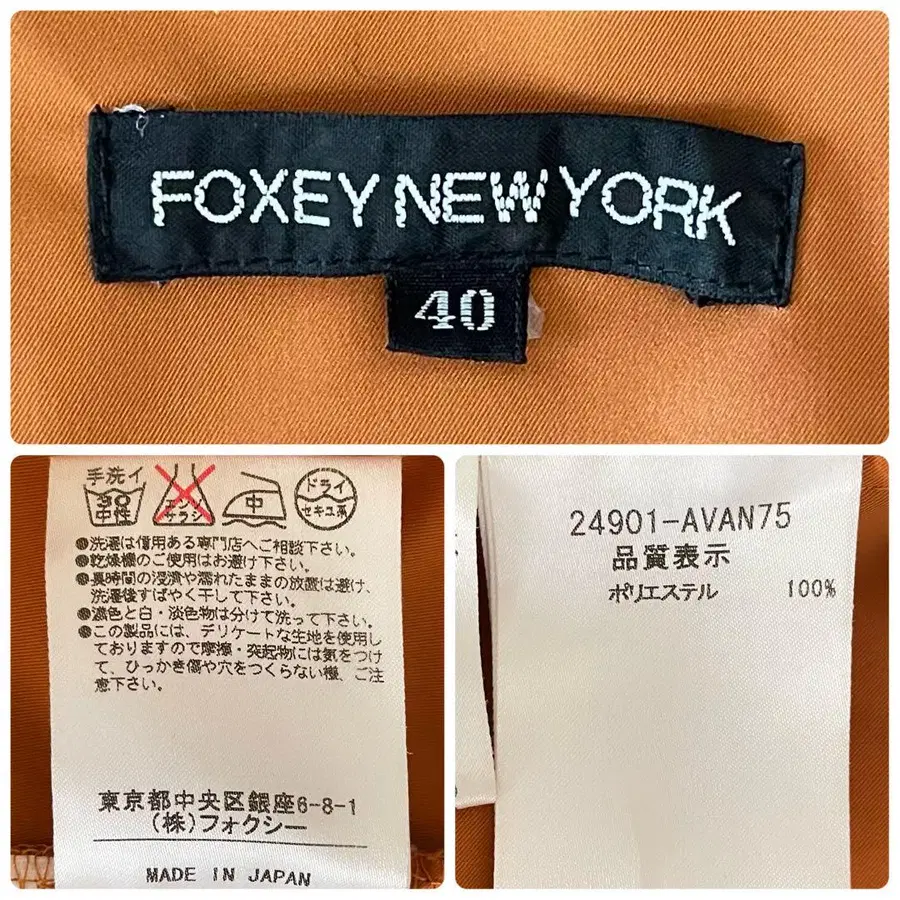 FOXEY NEW YORK
40
手洗イ
30
中性
エンソ
サラシ
中
ドライ
セキユ系
●洗濯は信用ある専門店へご相談下さい。
●乾燥機のご使用はお避け下さい。
●長時間の浸漬や濡れたままの放置は避け、
洗濯後すばやく干して下さい。
●濃色と白・淡色物は分けて洗って下さい。
●この製品には、デリケートな生地を使用し
ておりますので摩擦・突起物には気をつけ
て、ひっかき傷や穴をつくらない様、ご注
意下さい。
東京都中央区銀座6-8-1
(株)フォクシー
MADE IN JAPAN
24901-AVAN75
品質表示
ポリエステル 100%